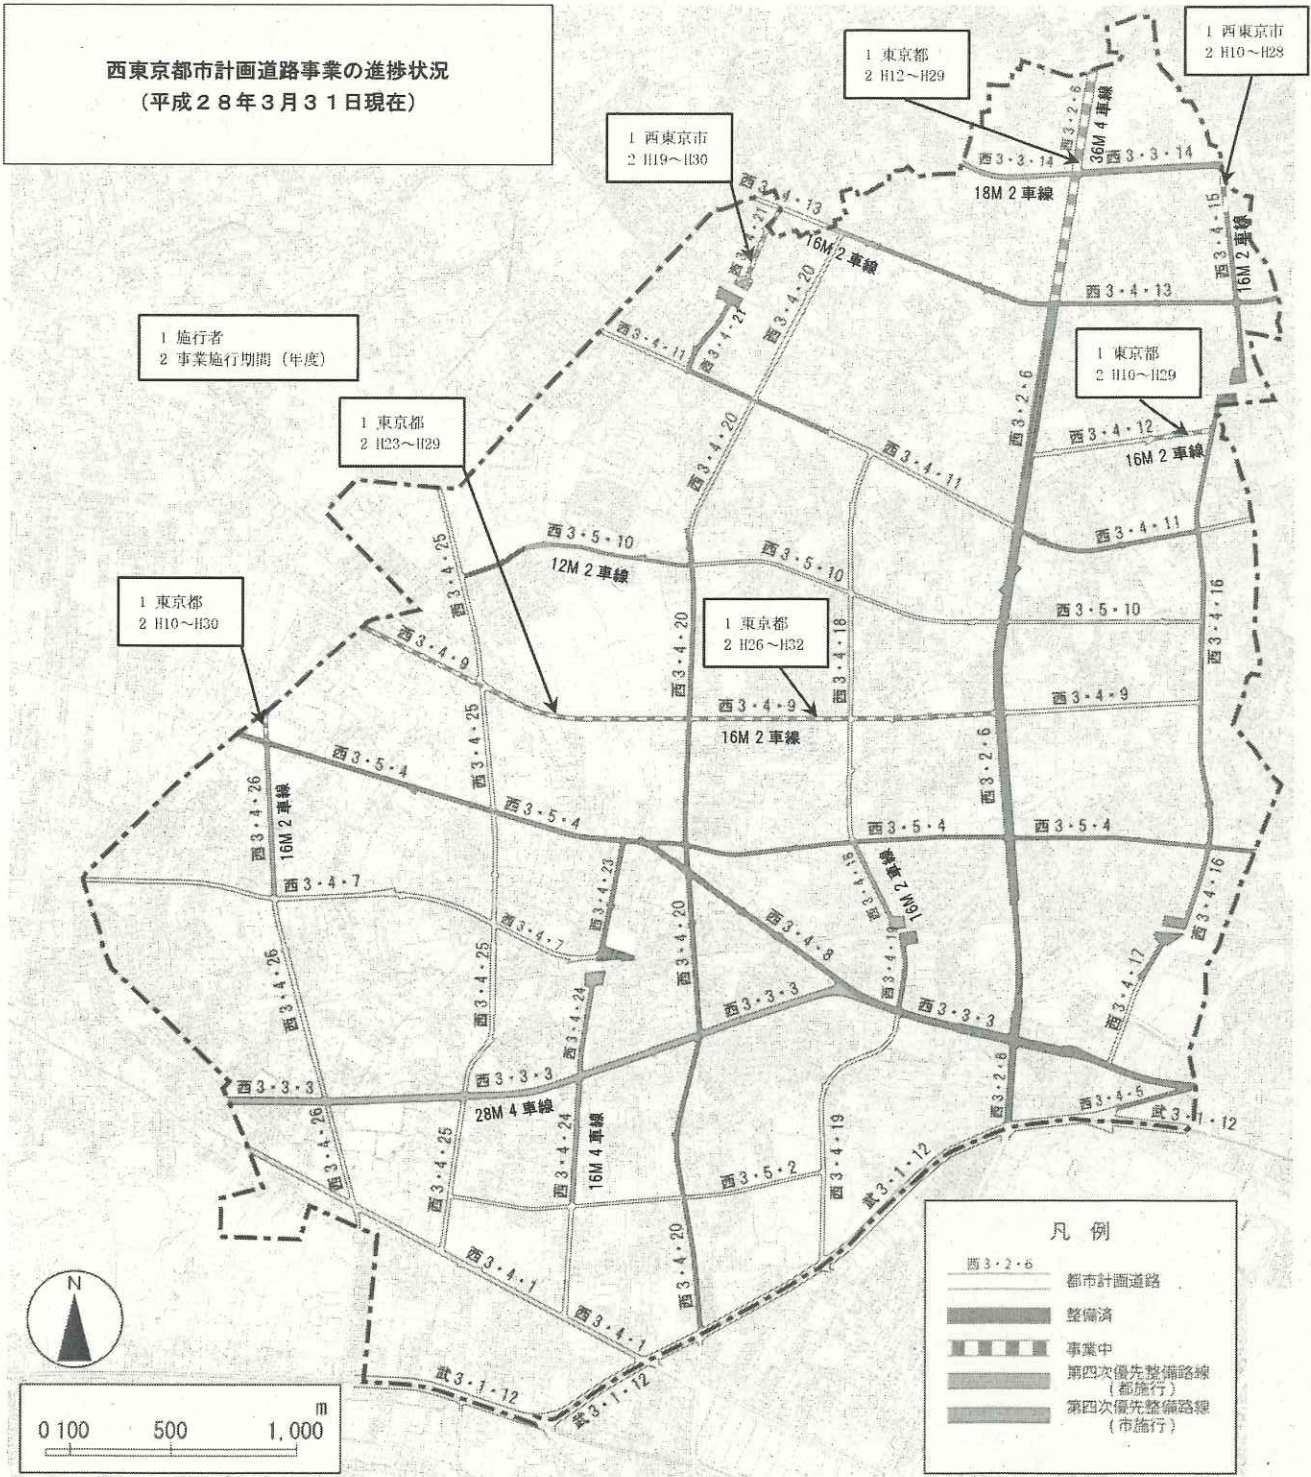 西東京都市計画道路事業の進捗状況
(平成28年3月31日現在)
1 西東京市
2 H10～H28
1 東京都
2 H12～H29
1 西東京市
2 H19～H30
1 施行者
2 事業施行期間 (年度)
1 東京都
2 H10～H29
1 東京都
2 H23～H29
1 東京都
2 H10～H30
1 東京都
2 H26～H32
西3・2・6
36M 4車線
西3・3・14
西3・3・14
18M 2車線
西3・4・15
16M 2車線
西3・4・13
16M 2車線
西3・4・13
西3・4・21
西3・4・21
西3・4・20
西3・4・11
西3・4・20
西3・4・11
西3・2・6
西3・4・12
16M 2車線
西3・4・11
西3・4・25
西3・5・10
12M 2車線
西3・5・10
西3・5・10
西3・4・16
西3・4・9
西3・4・20
西3・4・18
西3・4・9
16M 2車線
西3・4・9
西3・4・25
西3・2・6
西3・5・4
西3・4・26
16M 2車線
西3・5・4
西3・5・4
西3・5・4
西3・4・7
西3・4・23
16M 2車線
西3・4・16
西3・4・7
西3・4・20
西3・4・8
西3・4・19
西3・4・17
西3・4・26
西3・4・25
西3・4・24
西3・3・3
西3・3・3
西3・3・3
西3・3・3
28M 4車線
西3・2・6
西3・4・5
武3・1・12
西3・4・26
西3・4・25
西3・4・24
16M 4車線
西3・5・2
西3・4・19
武3・1・12
西3・4・20
西3・4・1
西3・4・1
武3・1・12
武3・1・12
N
m
0 100 500 1,000
凡 例
西3・2・6
都市計画道路
整備済
事業中
第四次優先整備路線
(都施行)
第四次優先整備路線
(市施行)